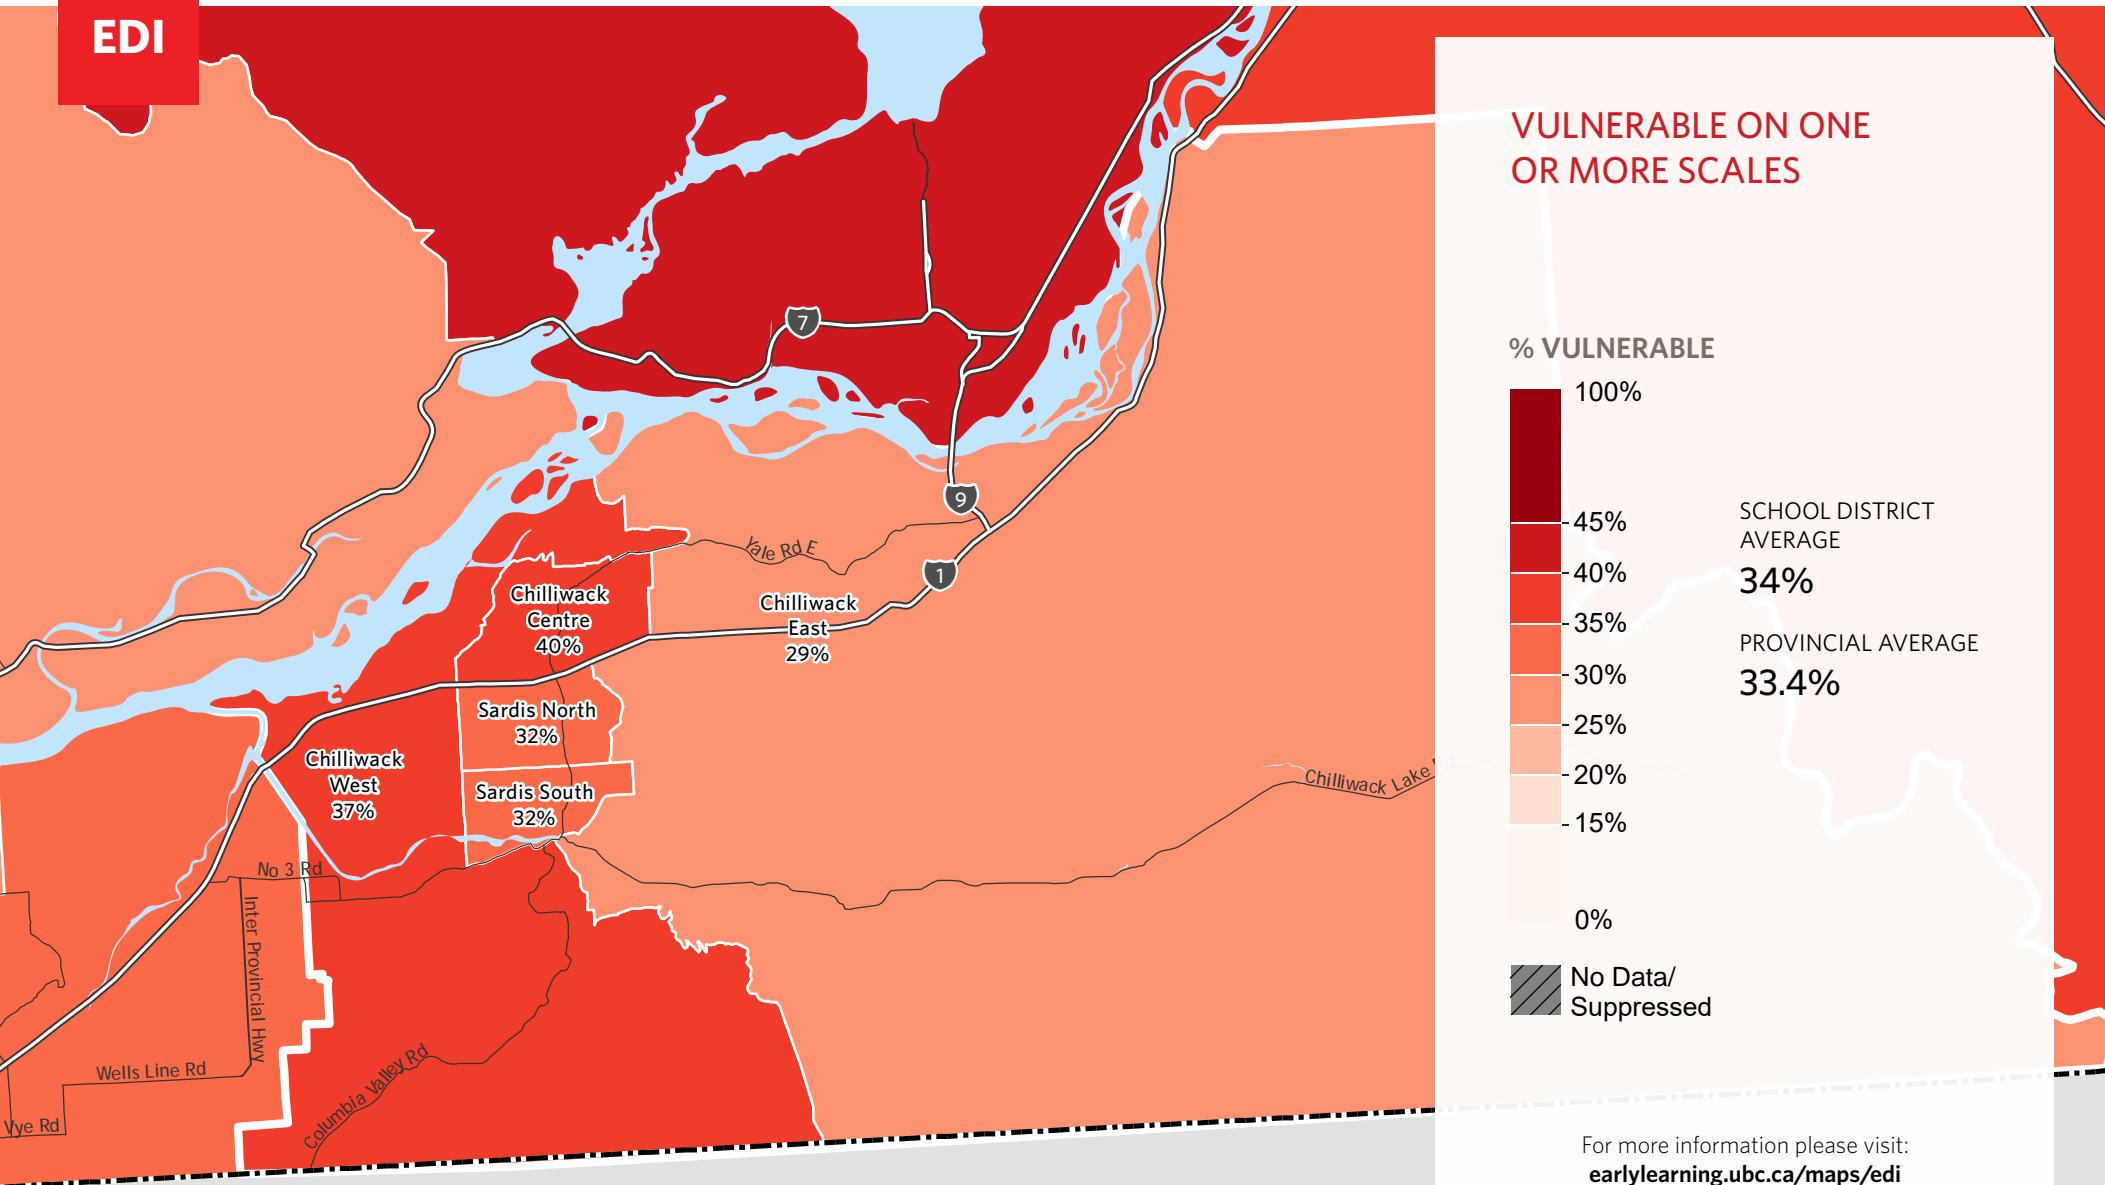 EDI
VULNERABLE ON ONE
OR MORE SCALES
% VULNERABLE
100%
45%
40%
35%
30%
25%
20%
15%
0%
No Data/
Suppressed
SCHOOL DISTRICT
AVERAGE
34%
PROVINCIAL AVERAGE
33.4%
For more information please visit:
earlylearning.ubc.ca/maps/edi
7
9
1
Yale Rd E
Chilliwack
Centre
40%
Chilliwack
East
29%
Sardis North
32%
Sardis South
32%
Chilliwack
West
37%
Chilliwack Lake Rd
No 3 Rd
Inter Provincial Hwy
Wells Line Rd
Vye Rd
Columbia Valley Rd